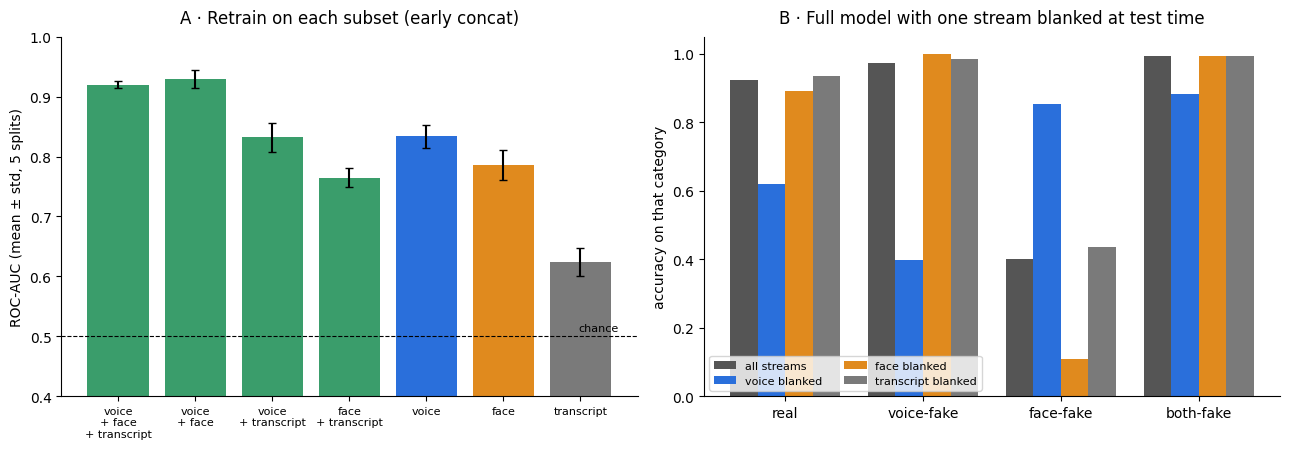 A · Retrain on each subset (early concat)
ROC-AUC (mean ± std, 5 splits)
1.0
0.9
0.8
0.7
0.6
0.5
0.4
chance
voice
+ face
+ transcript
voice
+ face
voice
+ transcript
face
+ transcript
voice
face
transcript
B · Full model with one stream blanked at test time
accuracy on that category
1.0
0.8
0.6
0.4
0.2
0.0
all streams
voice blanked
face blanked
transcript blanked
real
voice-fake
face-fake
both-fake